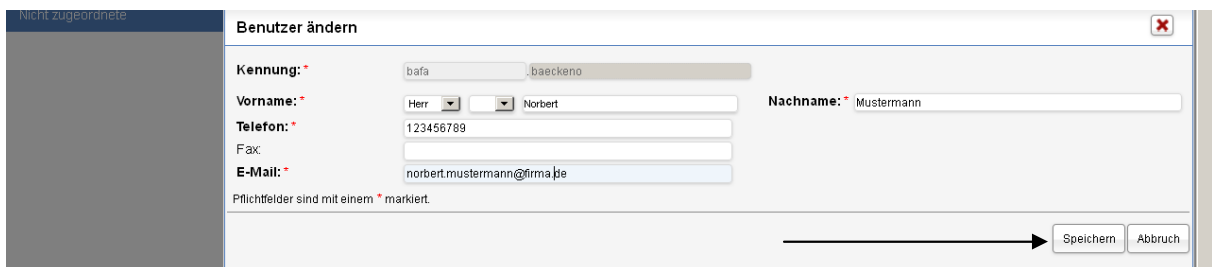 Nicht zugeordnete
Benutzer ändern
Kennung: * bafa .baeckeno
Vorname: * Herr Norbert Nachname: * Mustermann
Telefon: * 123456789
Fax:
E-Mail: * norbert.mustermann@firma.de
Pflichtfelder sind mit einem * markiert.
Speichern Abbruch